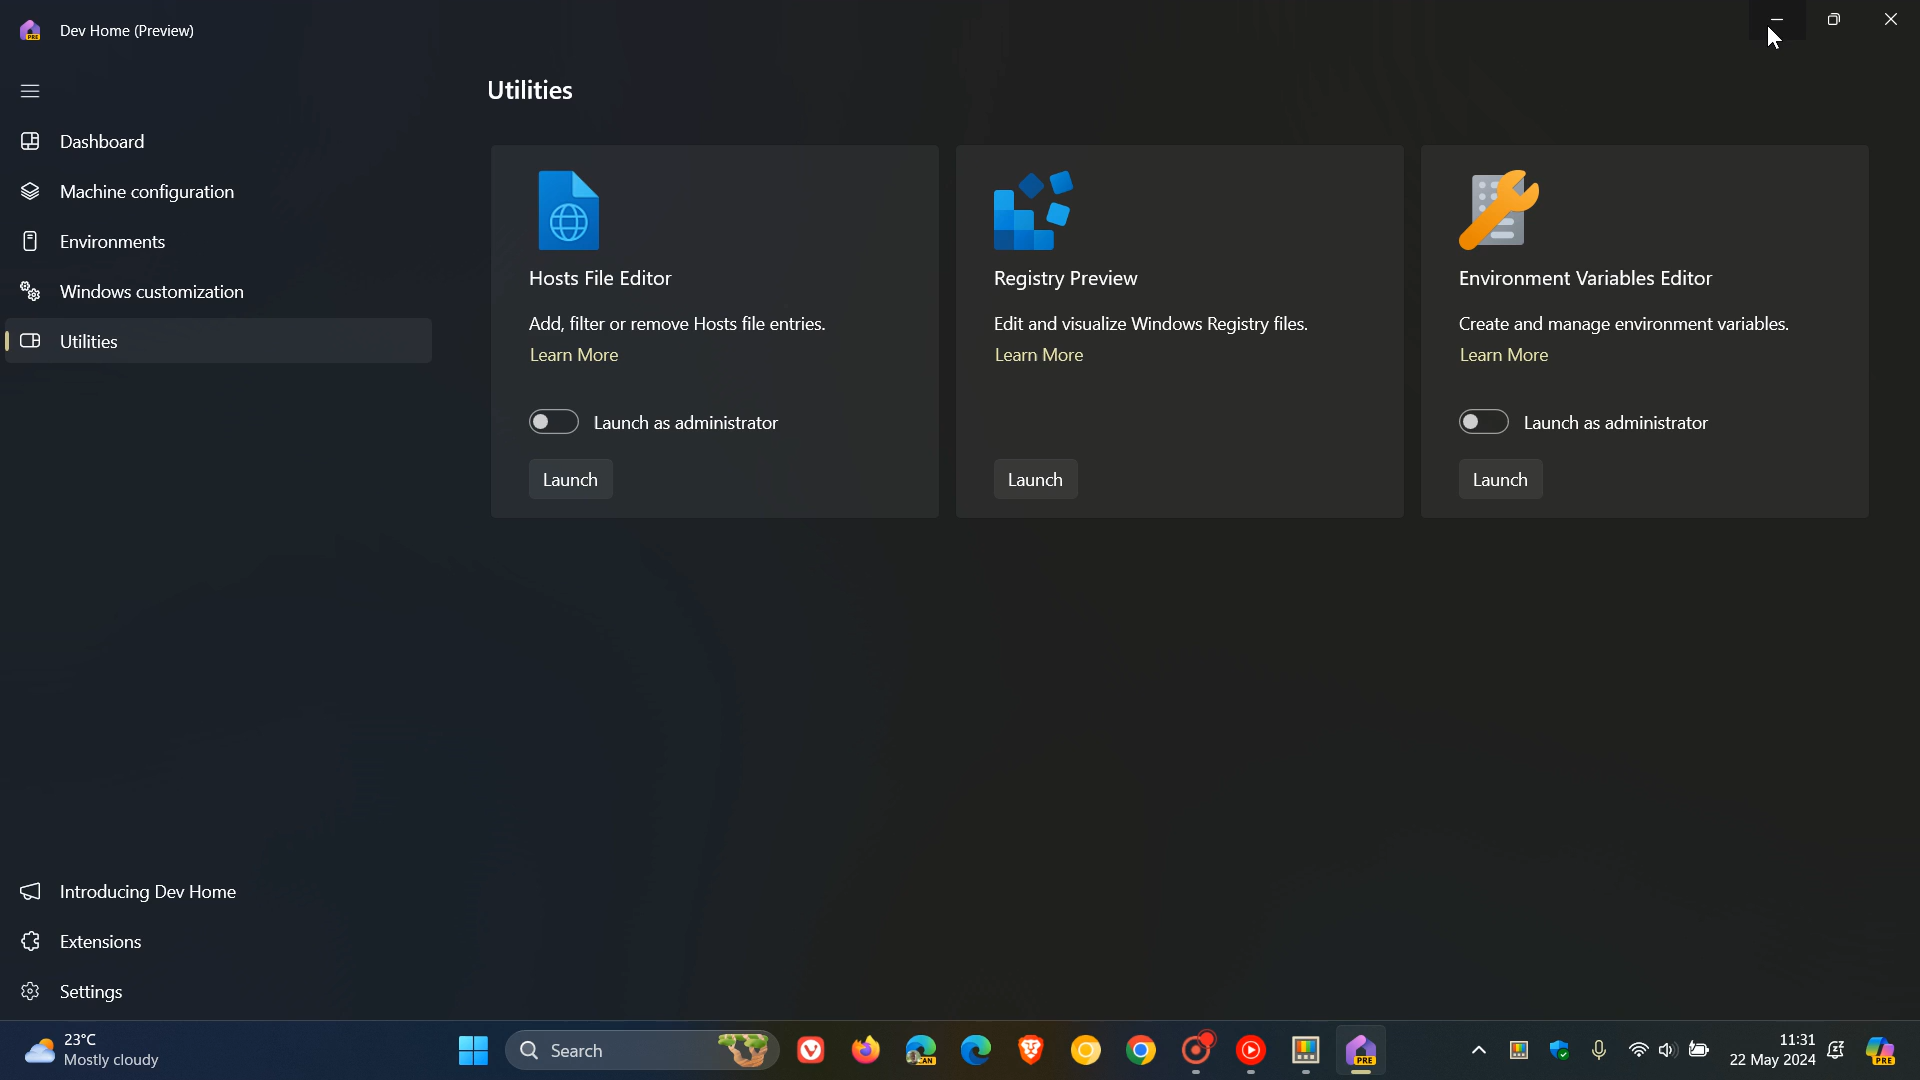 Dev Home (Preview)
Utilities
Dashboard
Machine configuration
Environments
Windows customization
Utilities
Hosts File Editor
Add, filter or remove Hosts file entries.
Learn More
Launch as administrator
Launch
Registry Preview
Edit and visualize Windows Registry files.
Learn More
Launch
Environment Variables Editor
Create and manage environment variables.
Learn More
Launch as administrator
Launch
Introducing Dev Home
Extensions
Settings
23°C
Mostly cloudy
Search
CAN
PRE
11:31
22 May 2024
PRE